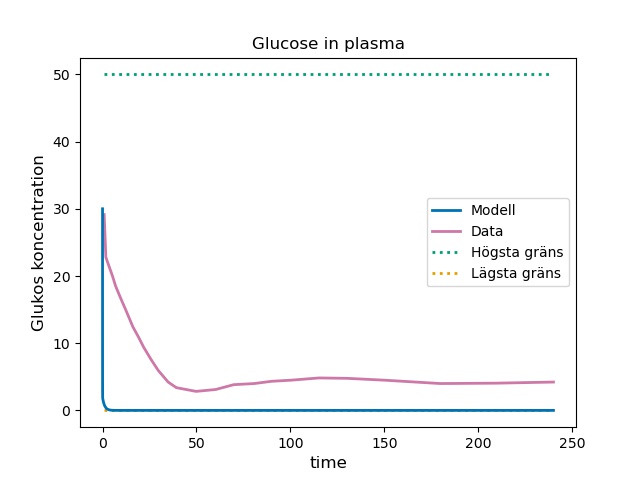 Glucose in plasma
Glukos koncentration
50
40
30
20
10
0
Modell
Data
Högsta gräns
Lägsta gräns
0
50
100
150
200
250
time